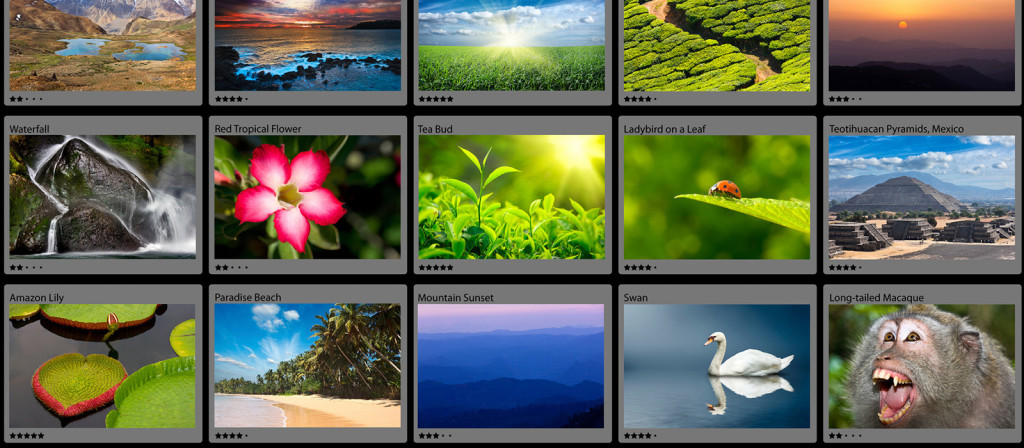 Waterfall
Red Tropical Flower
Tea Bud
Ladybird on a Leaf
Teotihuacan Pyramids, Mexico
Amazon Lily
Paradise Beach
Mountain Sunset
Swan
Long-tailed Macaque